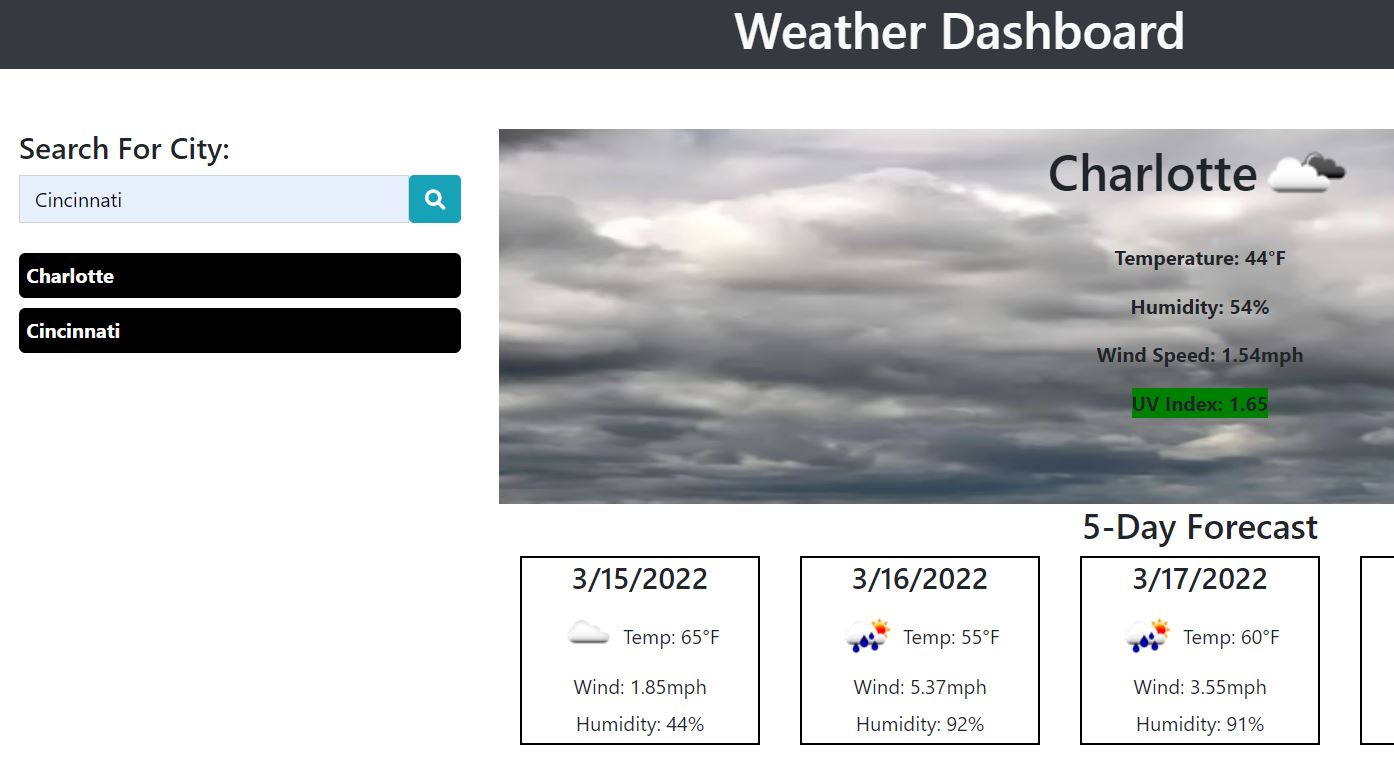 Weather Dashboard
Search For City:
Cincinnati
Charlotte
Cincinnati
Charlotte
Temperature: 44°F
Humidity: 54%
Wind Speed: 1.54mph
UV Index: 1.65
5-Day Forecast
3/15/2022
Temp: 65°F
Wind: 1.85mph
Humidity: 44%
3/16/2022
Temp: 55°F
Wind: 5.37mph
Humidity: 92%
3/17/2022
Temp: 60°F
Wind: 3.55mph
Humidity: 91%